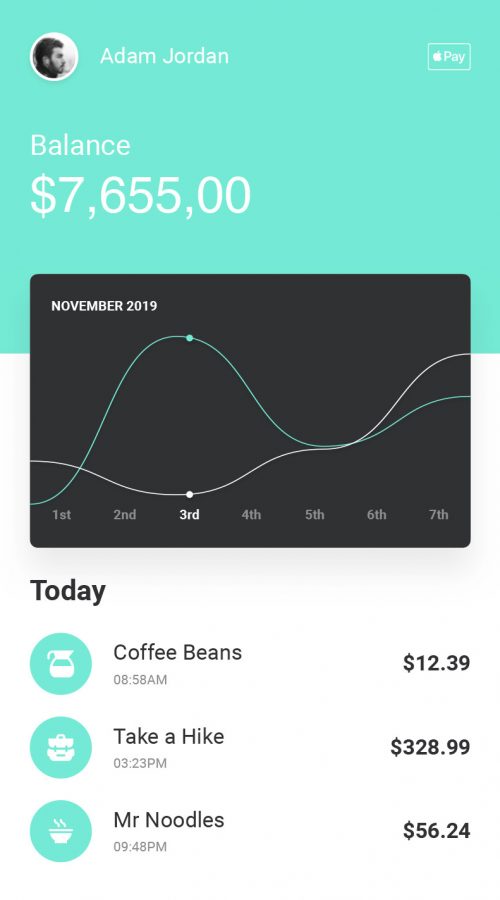 Adam Jordan
Pay
Balance
$7,655,00
NOVEMBER 2019
1st 2nd 3rd 4th 5th 6th 7th
Today
Coffee Beans
08:58AM
$12.39
Take a Hike
03:23PM
$328.99
Mr Noodles
09:48PM
$56.24